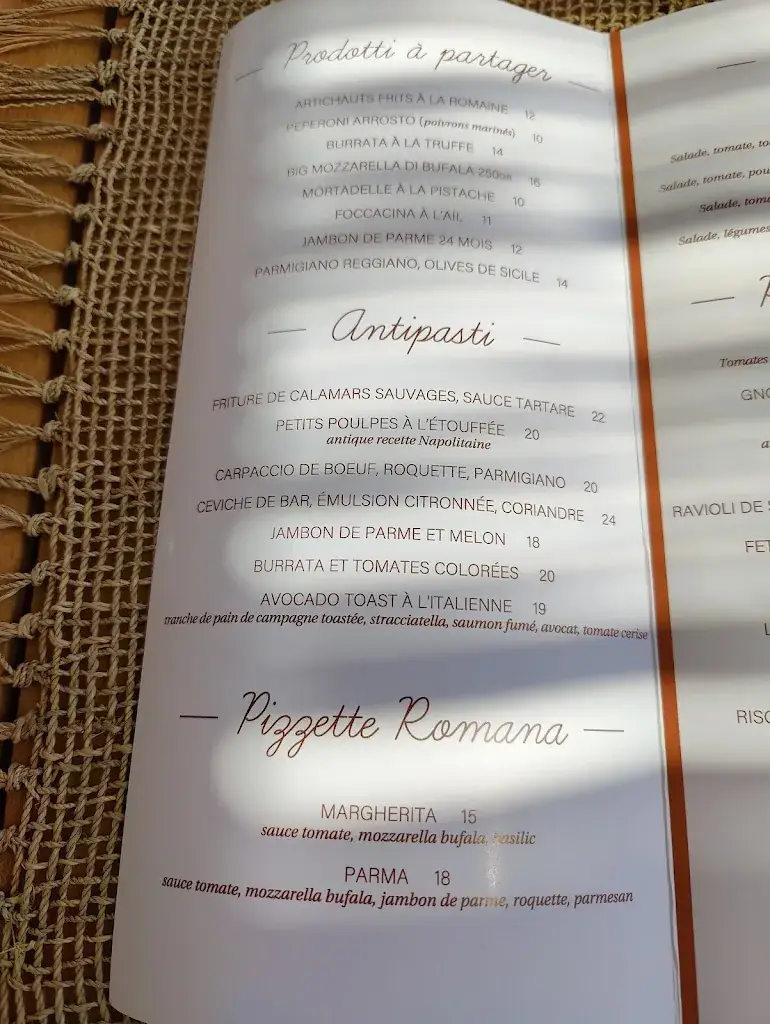 Prodotti à partager
ARTICHAUTS FRITS À LA ROMAINE 12
PEPERONI ARROSTO (poivrons marinés) 10
BURRATA À LA TRUFFE 14
BIG MOZZARELLA DI BUFALA 250GR 16
MORTADELLE À LA PISTACHE 10
FOCCACINA À L'AÏL 11
JAMBON DE PARME 24 MOIS 12
PARMIGIANO REGGIANO, OLIVES DE SICILE 14
Antipasti
FRITURE DE CALAMARS SAUVAGES, SAUCE TARTARE 22
PETITS POULPES À L'ÉTOUFFÉE 20
antique recette Napolitaine
CARPACCIO DE BOEUF, ROQUETTE, PARMIGIANO 20
CEVICHE DE BAR, ÉMULSION CITRONNÉE, CORIANDRE 24
JAMBON DE PARME ET MELON 18
BURRATA ET TOMATES COLORÉES 20
AVOCADO TOAST À L'ITALIENNE 19
tranche de pain de campagne toastée, stracciatella, saumon fumé, avocat, tomate cerise
Pizzette Romana
MARGHERITA 15
sauce tomate, mozzarella bufala, basilic
PARMA 18
sauce tomate, mozzarella bufala, jambon de parme, roquette, parmesan
Salade, tomate,
Salade, tomate,
Salade,
Salade, légumes
Tomates
RAVIOLI DE